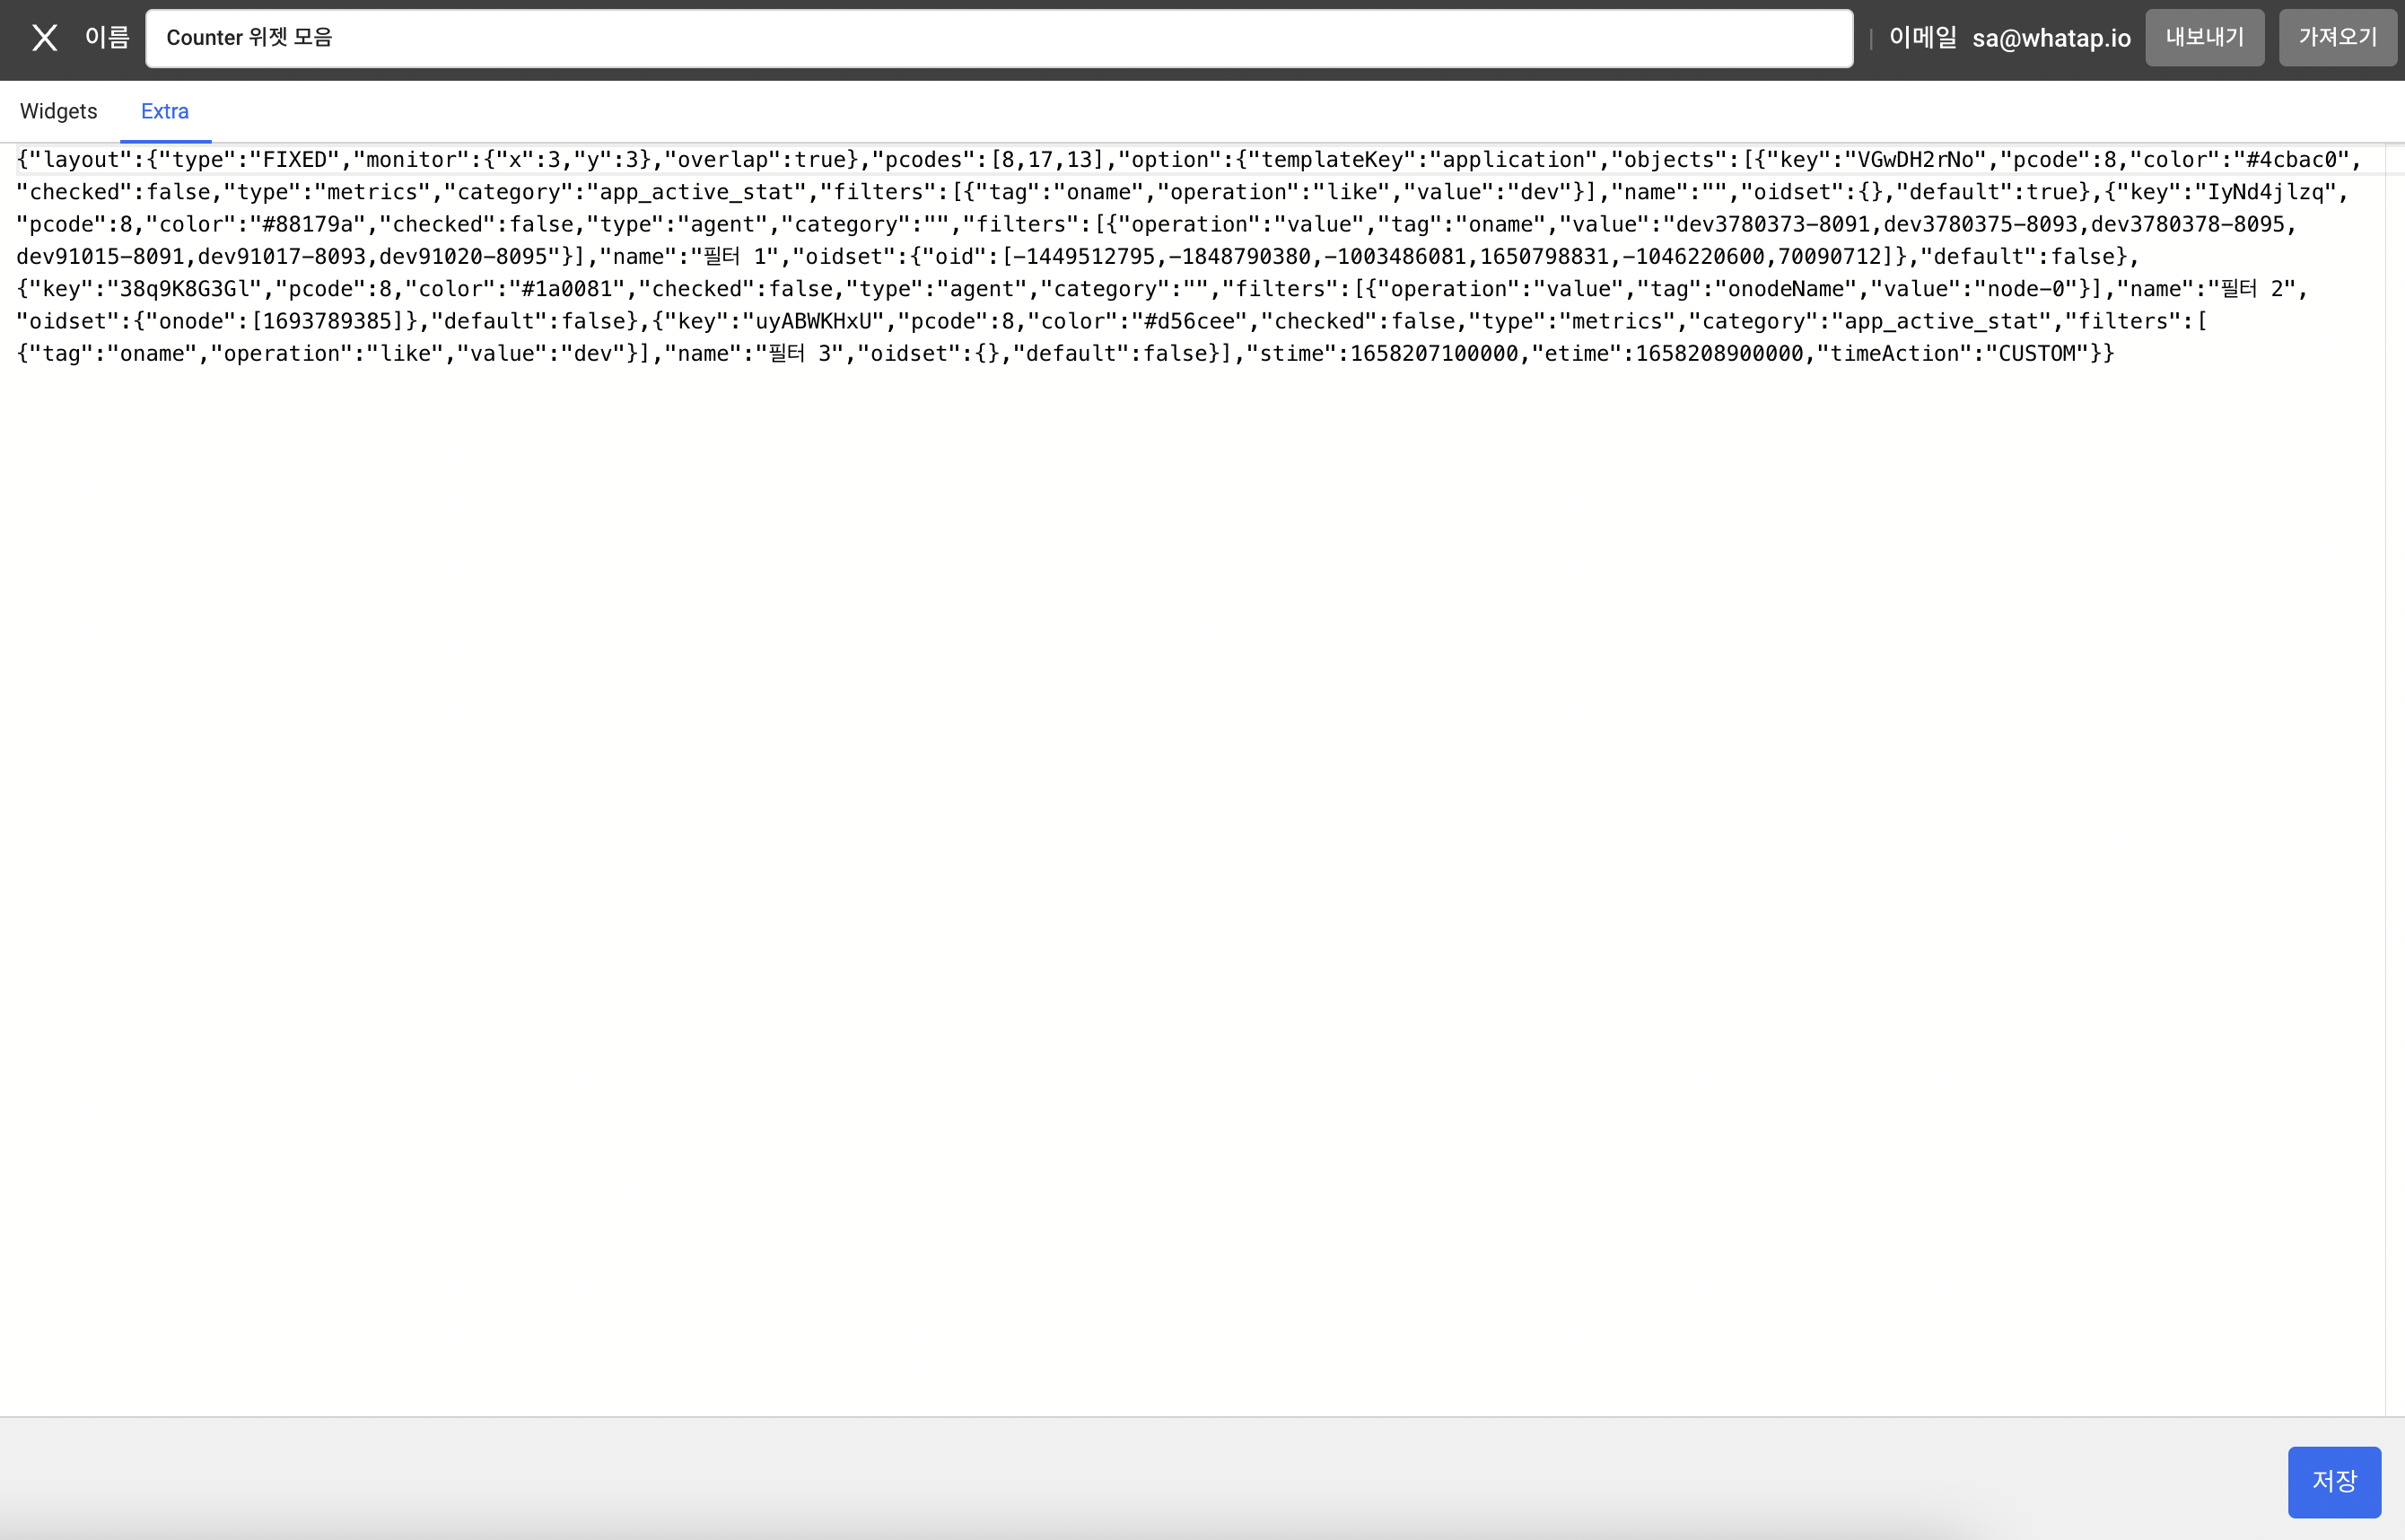 이름 Counter 위젯 모음 | 이메일 sa@whatap.io 내보내기 가져오기
Widgets Extra
{"layout":{"type":"FIXED","monitor":{"x":3,"y":3},"overlap":true},"pcodes":[8,17,13],"option":{"templateKey":"application","objects":[{"key":"VGwDH2rNo","pcode":8,"color":"#4cbac0",
"checked":false,"type":"metrics","category":"app_active_stat","filters":[{"tag":"oname","operation":"like","value":"dev"}],"name":"","oidset":{},"default":true},{"key":"IyNd4jlzq",
"pcode":8,"color":"#88179a","checked":false,"type":"agent","category":"","filters":[{"operation":"value","tag":"oname","value":"dev3780373-8091,dev3780375-8093,dev3780378-8095,
dev91015-8091,dev91017-8093,dev91020-8095"}],"name":"필터 1","oidset":{"oid":[-1449512795,-1848790380,-1003486081,1650798831,-1046220600,70090712]},"default":false},
{"key":"38q9K8G3Gl","pcode":8,"color":"#1a0081","checked":false,"type":"agent","category":"","filters":[{"operation":"value","tag":"onodeName","value":"node-0"}],"name":"필터 2",
"oidset":{"onode":[1693789385]},"default":false},{"key":"uyABWKHxU","pcode":8,"color":"#d56cee","checked":false,"type":"metrics","category":"app_active_stat","filters":[
{"tag":"oname","operation":"like","value":"dev"}],"name":"필터 3","oidset":{},"default":false}],"stime":1658207100000,"etime":1658208900000,"timeAction":"CUSTOM"}}
저장